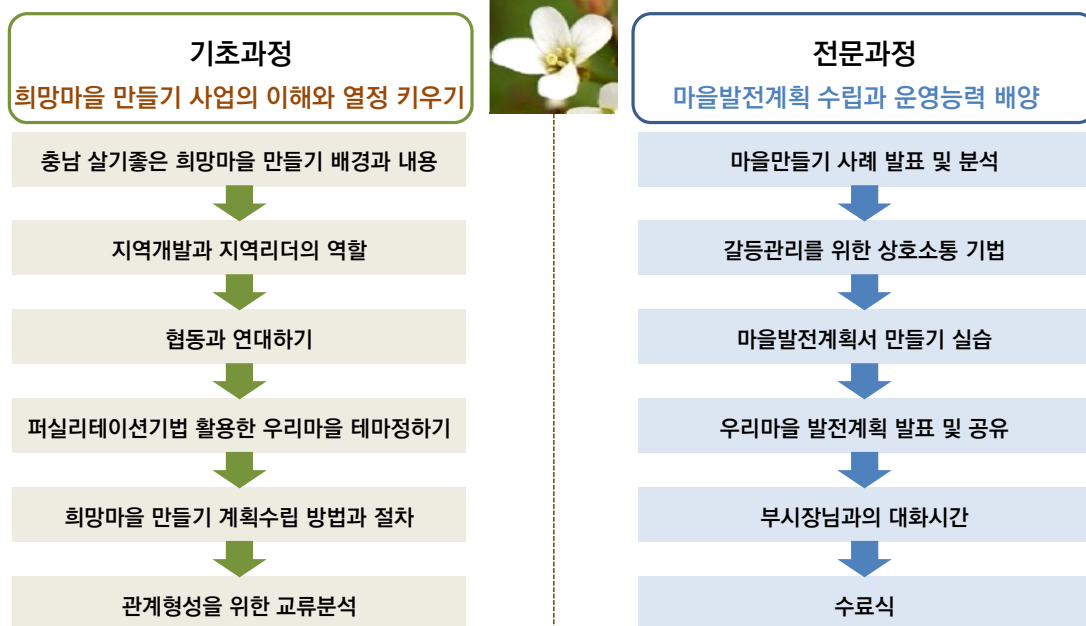 기초과정
희망마을 만들기 사업의 이해와 열정 키우기
충남 살기좋은 희망마을 만들기 배경과 내용
지역개발과 지역리더의 역할
협동과 연대하기
퍼실리테이션기법 활용한 우리마을 테마정하기
희망마을 만들기 계획수립 방법과 절차
관계형성을 위한 교류분석
전문과정
마을발전계획 수립과 운영능력 배양
마을만들기 사례 발표 및 분석
갈등관리를 위한 상호소통 기법
마을발전계획서 만들기 실습
우리마을 발전계획 발표 및 공유
부시장님과의 대화시간
수료식